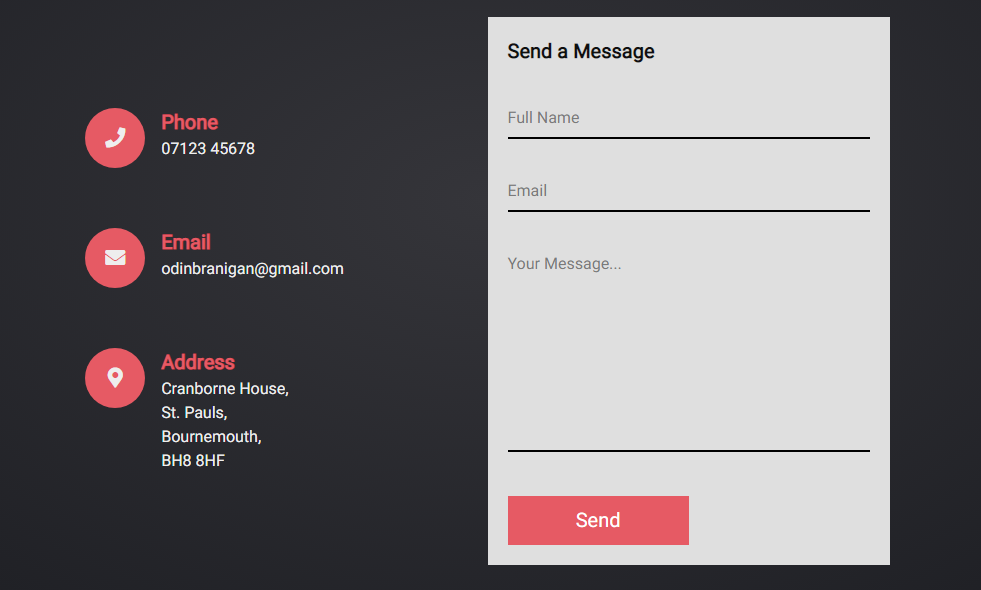 Phone
07123 45678
Email
odinbranigan@gmail.com
Address
Cranborne House,
St. Pauls,
Bournemouth,
BH8 8HF
Send a Message
Full Name
Email
Your Message...
Send